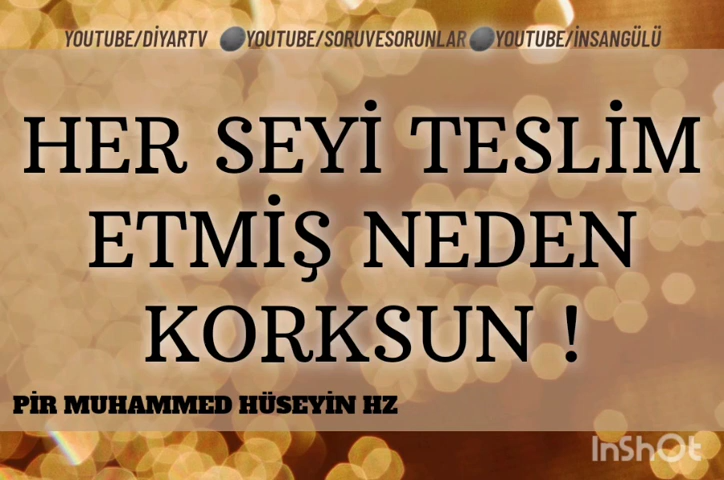 YOUTUBE/DİYARTV YOUTUBE/SORUVESORUNLAR YOUTUBE/İNSANGÜLÜ
HER SEYİ TESLİM
ETMİŞ NEDEN
KORKSUN !
PİR MUHAMMED HÜSEYİN HZ
InShOt